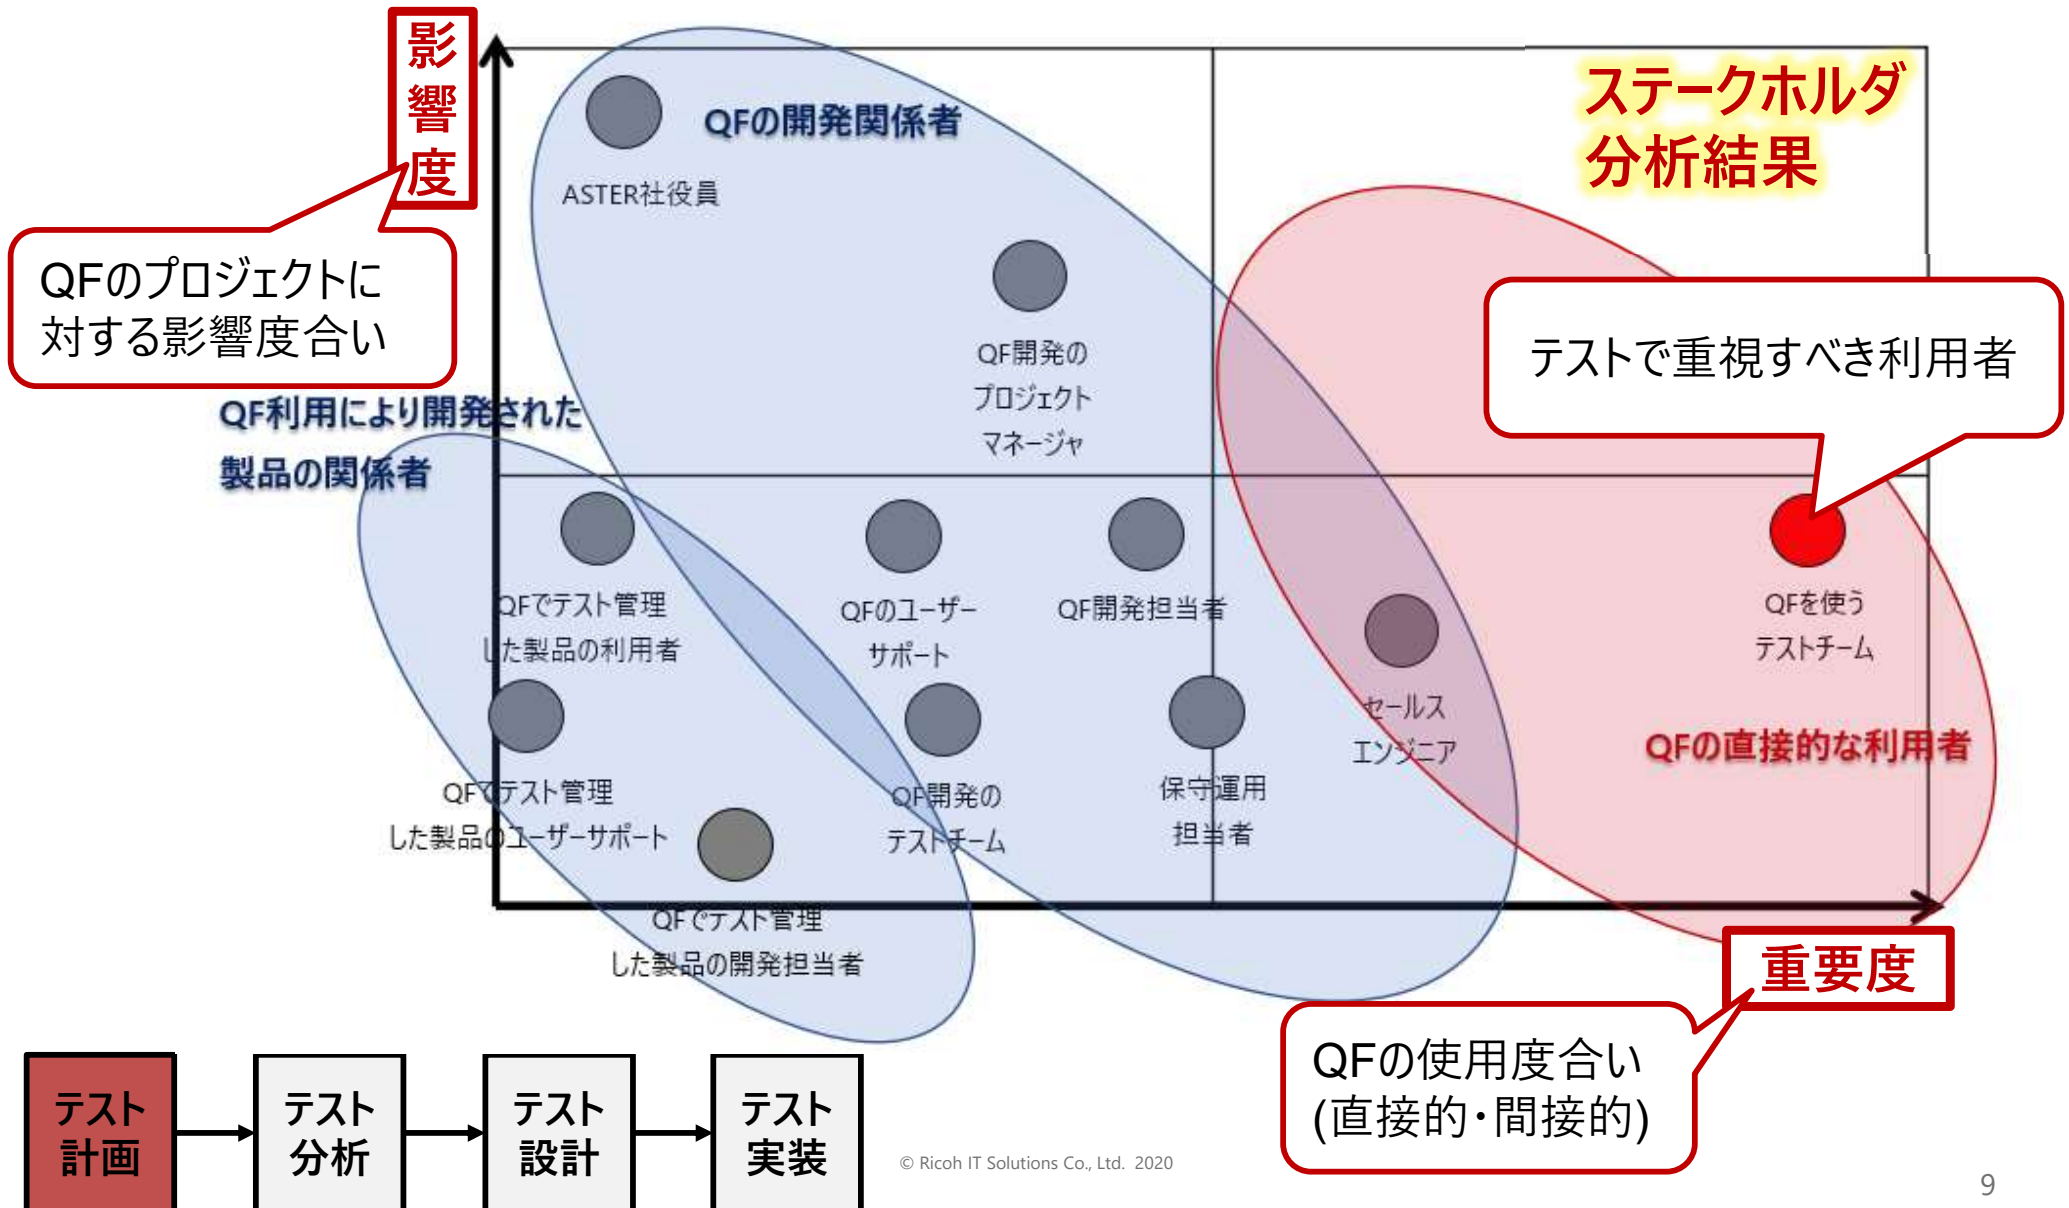 影
響
度
ステークホルダ
分析結果
QFの開発関係者
ASTER社役員
QFのプロジェクトに
対する影響度合い
QF開発の
プロジェクト
マネージャ
テストで重視すべき利用者
QF利用により開発された
製品の関係者
QFでテスト管理
した製品の利用者
QFのユーザー
サポート
QF開発担当者
QFを使う
テストチーム
セールス
エンジニア
QFの直接的な利用者
QFでテスト管理
した製品のユーザーサポート
QF開発の
テストチーム
保守運用
担当者
QFでテスト管理
した製品の開発担当者
重要度
QFの使用度合い
(直接的・間接的)
テスト
計画
テスト
分析
テスト
設計
テスト
実装
© Ricoh IT Solutions Co., Ltd. 2020
9